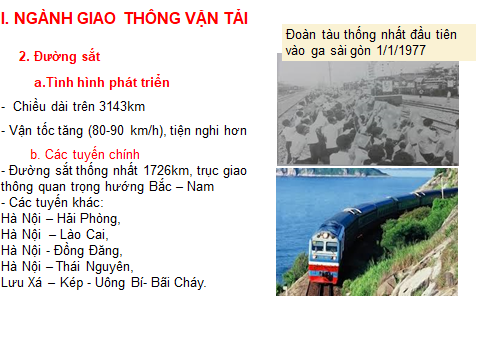 I. NGÀNH GIAO THÔNG VẬN TẢI
2. Đường sắt
a.Tình hình phát triển
- Chiều dài trên 3143km
- Vận tốc tăng (80-90 km/h), tiện nghi hơn
b. Các tuyến chính
- Đường sắt thống nhất 1726km, trục giao
thông quan trọng hướng Bắc – Nam
- Các tuyến khác:
Hà Nội – Hải Phòng,
Hà Nội – Lào Cai,
Hà Nội - Đồng Đăng,
Hà Nội – Thái Nguyên,
Lưu Xá – Kép - Uông Bí- Bãi Cháy.
Đoàn tàu thống nhất đầu tiên
vào ga sài gòn 1/1/1977